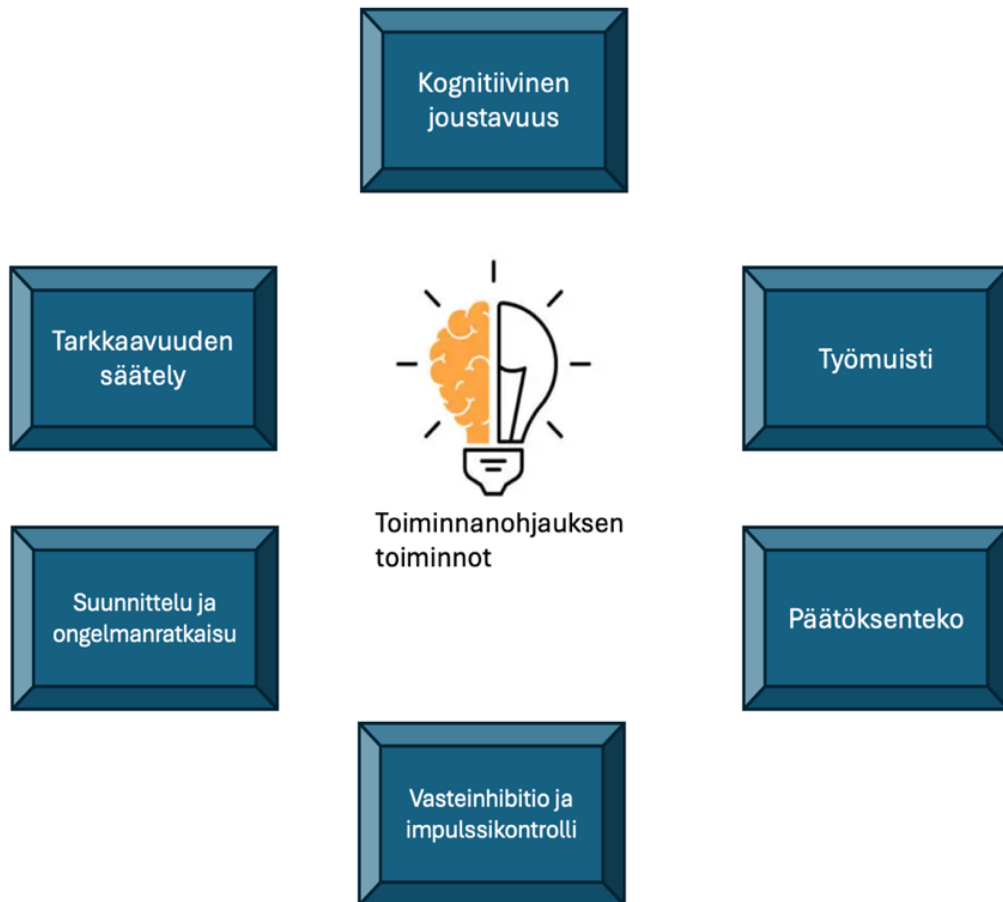 Kognitiivinen
joustavuus
Tarkkaavuuden
säätely
Työmuisti
Toiminnanohjauksen
toiminnot
Suunnittelu ja
ongelmanratkaisu
Päätöksenteko
Vasteinhibitio ja
impulssikontrolli